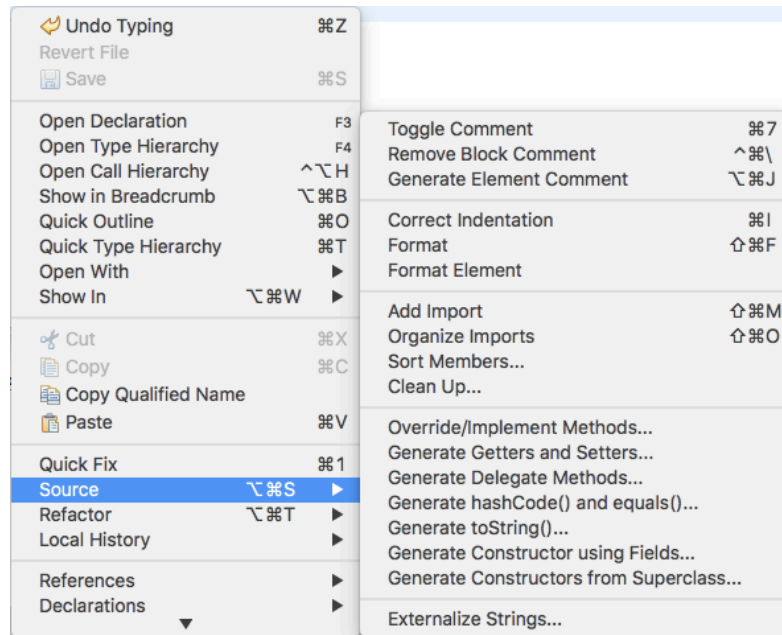 Undo Typing ⌘Z
Revert File
Save ⌘S
Open Declaration F3
Open Type Hierarchy F4
Open Call Hierarchy ^⌥H
Show in Breadcrumb ⌥⌘B
Quick Outline ⌘O
Quick Type Hierarchy ⌘T
Open With ▶
Show In ⌥⌘W ▶
Cut ⌘X
Copy ⌘C
Copy Qualified Name
Paste ⌘V
Quick Fix ⌘1
Source ⌥⌘S ▶
Refactor ⌥⌘T ▶
Local History ▶
References ▶
Declarations ▶
▼
Toggle Comment ⌘7
Remove Block Comment ^⌘\
Generate Element Comment ⌥⌘J
Correct Indentation ⌘I
Format ⇧⌘F
Format Element
Add Import ⇧⌘M
Organize Imports ⇧⌘O
Sort Members...
Clean Up...
Override/Implement Methods...
Generate Getters and Setters...
Generate Delegate Methods...
Generate hashCode() and equals()...
Generate toString()...
Generate Constructor using Fields...
Generate Constructors from Superclass...
Externalize Strings...